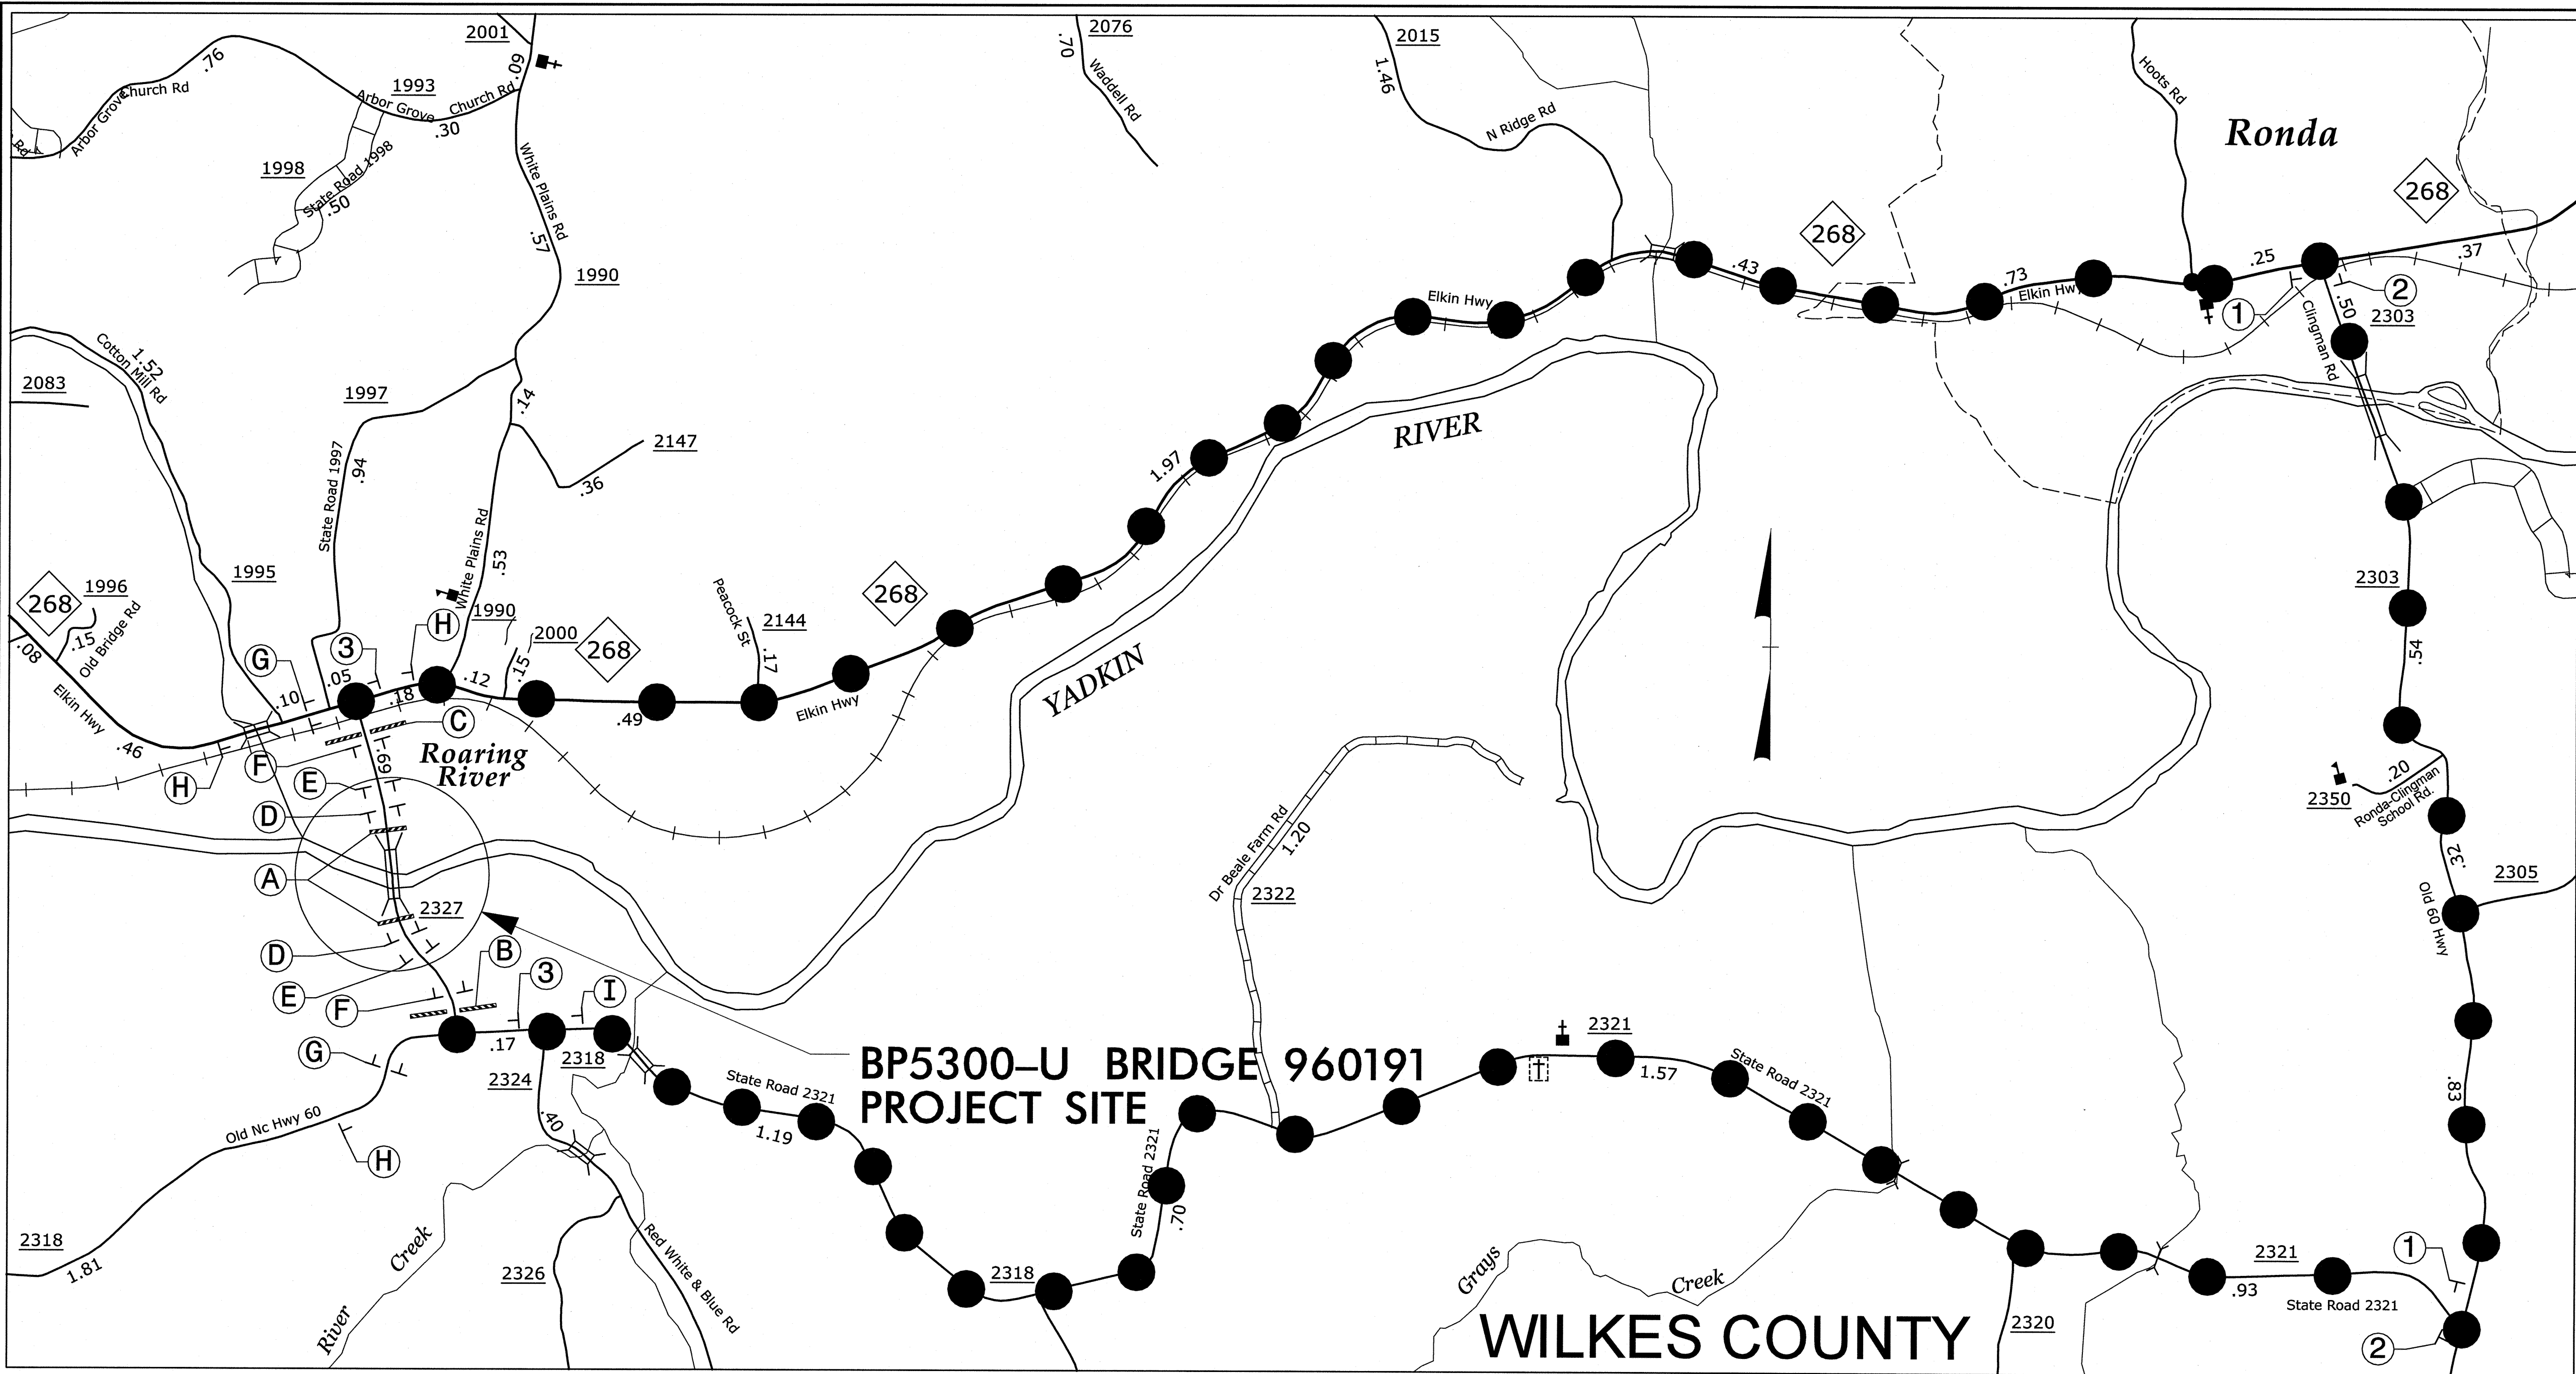 2001
2076
2015
.76
.09
.70
1.46
Hoots Rd
Church Rd
1993
Waddell Rd
Ronda
Arbor Grove
Arbor Grove
Church Rd
N Ridge Rd
.30
Rd
1998
State Road 1998
.50
White Plains Rd
268
268
.57
1990
.43
.73
.25
.37
Elkin Hwy
Elkin Hwy
1
2
.50
2303
Clingman Rd
Cotton Mill Rd
1.52
2083
1997
.14
RIVER
2147
State Road 1997
.94
1.97
.36
White Plains Rd
.53
1995
2303
268
1996
.15
Old Bridge Rd
.08
Peacock St
268
1990
H
2000
268
2144
.54
3
G
.05
.10
.18
.12
.15
.17
YADKIN
Elkin Hwy
.46
.49
Elkin Hwy
C
Roaring
River
F
.69
H
E
D
.20
2350
Ronda-Clingman
School Rd.
Dr Beale Farm Rd
1.20
.32
A
2322
2305
2327
Old 60 Hwy
B
D
3
I
E
F
2321
G
.17
2318
BP5300–U BRIDGE 960191
PROJECT SITE
State Road 2321
1.57
State Road 2321
2324
.83
.40
1.19
Old Nc Hwy 60
H
State Road 2321
.70
2318
1.81
Creek
River
2326
Red White & Blue Rd
2318
Grays
Creek
1
2321
.93
State Road 2321
WILKES COUNTY
2320
2